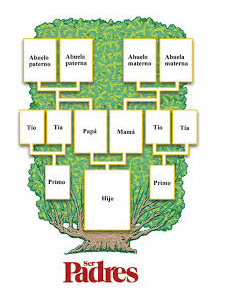 Abuelo
paterno
Abuela
paterna
Abuelo
materno
Abuela
materna
Tío
Tía
Papá
Mamá
Tío
Tía
Primo
Hijo
Primo
Ser
Padres